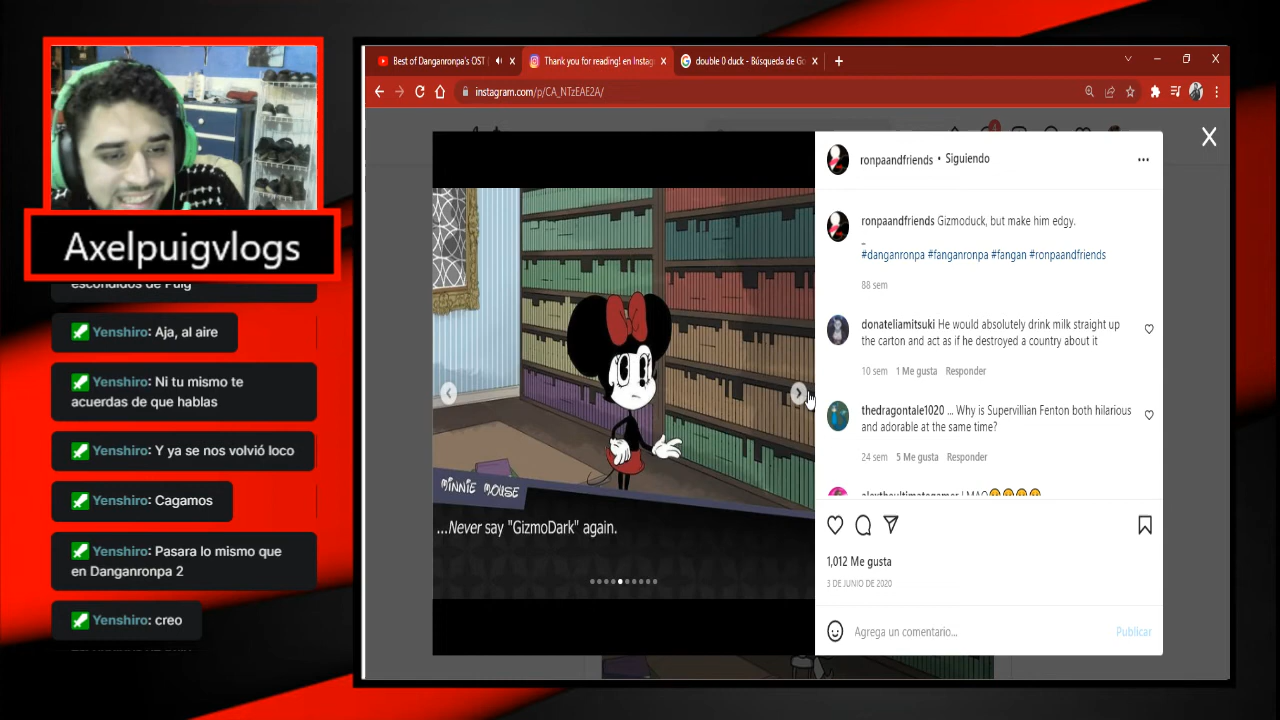 Best of Danganronpa's OST
Thank you for reading! en Instag
double 0 duck - Búsqueda de Go
instagram.com/p/CA_NTzEAE2A/
Axelpuigvlogs
escondidos de Puig
Yenshiro: Aja, al aire
Yenshiro: Ni tu mismo te
acuerdas de que hablas
Yenshiro: Y ya se nos volvió loco
Yenshiro: Cagamos
Yenshiro: Pasara lo mismo que
en Danganronpa 2
Yenshiro: creo
MINNIE MOUSE
...Never say "GizmoDark" again.
ronpaandfriends • Siguiendo
ronpaandfriends Gizmoduck, but make him edgy.
_
#danganronpa #fanganronpa #fangan #ronpaandfriends
88 sem
donateliamitsuki He would absolutely drink milk straight up
the carton and act as if he destroyed a country about it
10 sem 1 Me gusta Responder
thedragontale1020 ... Why is Supervillian Fenton both hilarious
and adorable at the same time?
24 sem 5 Me gusta Responder
1,012 Me gusta
3 DE JUNIO DE 2020
Agrega un comentario...
Publicar